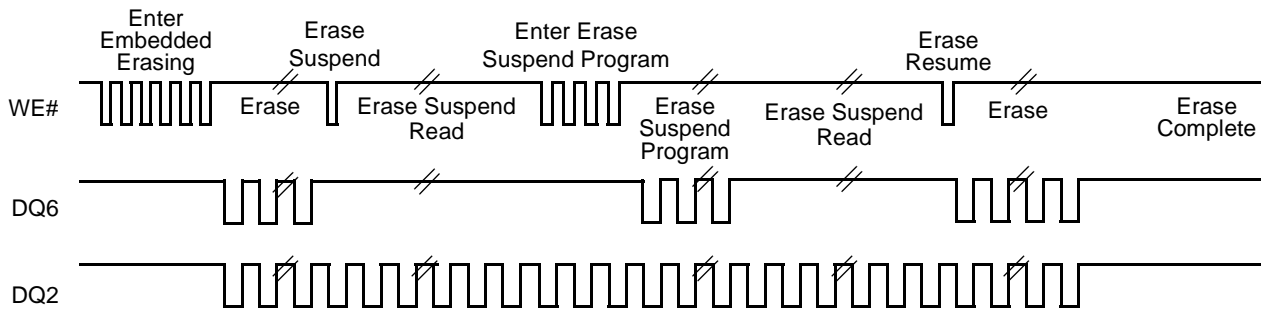 Enter
Embedded
Erasing
Erase
Suspend
Enter Erase
Suspend Program
Erase
Resume
WE#
Erase
Erase Suspend
Read
Erase
Suspend
Program
Erase Suspend
Read
Erase
Erase
Complete
DQ6
DQ2